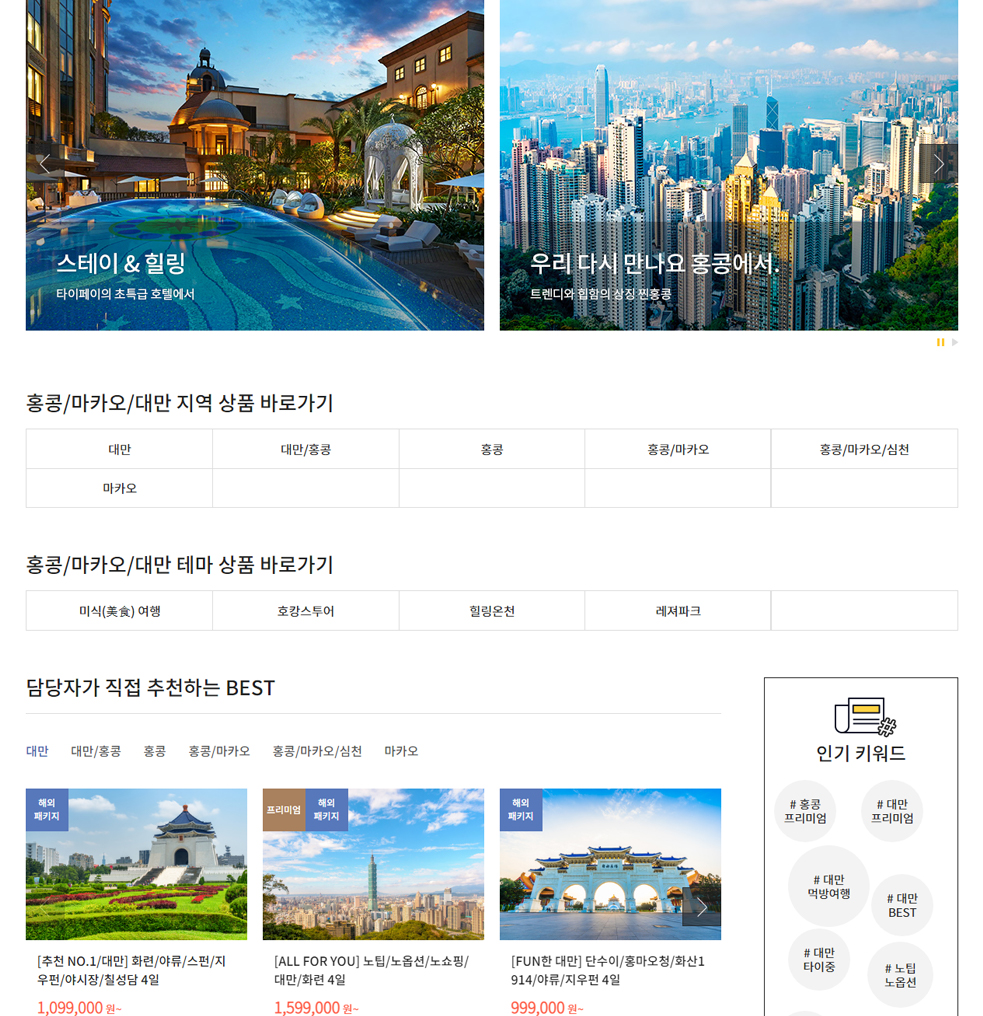 스테이 & 힐링
타이페이의 초특급 호텔에서
우리 다시 만나요 홍콩에서.
트렌디와 힙함의 상징 찐홍콩
홍콩/마카오/대만 지역 상품 바로가기
대만
대만/홍콩
홍콩
홍콩/마카오
홍콩/마카오/심천
마카오
홍콩/마카오/대만 테마 상품 바로가기
미식(美食) 여행
호캉스투어
힐링온천
레져파크
담당자가 직접 추천하는 BEST
대만
대만/홍콩
홍콩
홍콩/마카오
홍콩/마카오/심천
마카오
해외
패키지
[추천 NO.1/대만] 화련/야류/스펀/지
우펀/야시장/칠성담 4일
1,099,000 원~
프리미엄
해외
패키지
[ALL FOR YOU] 노팁/노옵션/노쇼핑/
대만/화련 4일
1,599,000 원~
해외
패키지
[FUN한 대만] 단수이/홍마오청/화산1
914/야류/지우펀 4일
999,000 원~
인기 키워드
# 홍콩
프리미엄
# 대만
프리미엄
# 대만
먹방여행
# 대만
BEST
# 대만
타이중
# 노팁
노옵션